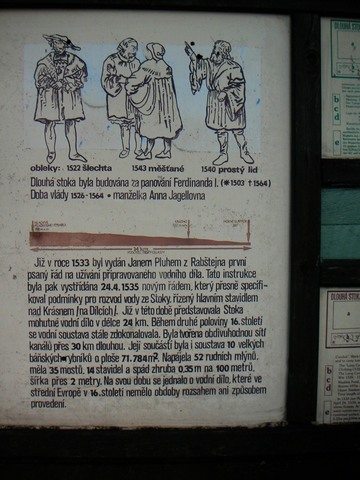 obleky: 1522 šlechta 1543 měšťané 1540 prostý lid
Dlouhá stoka byla budována za panování Ferdinanda I. (✹1503 †1564)
Doba vlády 1526-1564 • manželka Anna Jagellovna
24 km
Již v roce 1533 byl vydán Janem Pluhem z Rabštejna prvni
psaný řád na užívání připravovaného vodního díla. Tato instrukce
byla pak vystřídána 24.4.1535 novým řádem, který přesně specifi-
koval podmínky pro rozvod vody ze Stoky, řízený hlavním stavidlem
nad Krásnem /na Dílcích/. Již v této době představovala Stoka
mohutné vodní dílo v délce 24 km. Během druhé poloviny 16. století
se vodní soustava stále zdokonalovala. Byla tvořena obdivuhodnou sítí
kanálů přes 30 km dlouhou. Její součástí byla i soustava 10 velkých
báňských rybníků o ploše 71.784 m². Napájela 52 rudních mlýnů,
měla 35 mostů, 14 stavidel a spád zhruba 0,35 m na 100 metrů,
šířka přes 2 metry. Na svou dobu se jednalo o vodní dílo, které ve
střední Evropě v 16. století nemělo obdoby rozsahem ani způsobem
provedení.
DLOUHÁ STOK
b
c
d
e